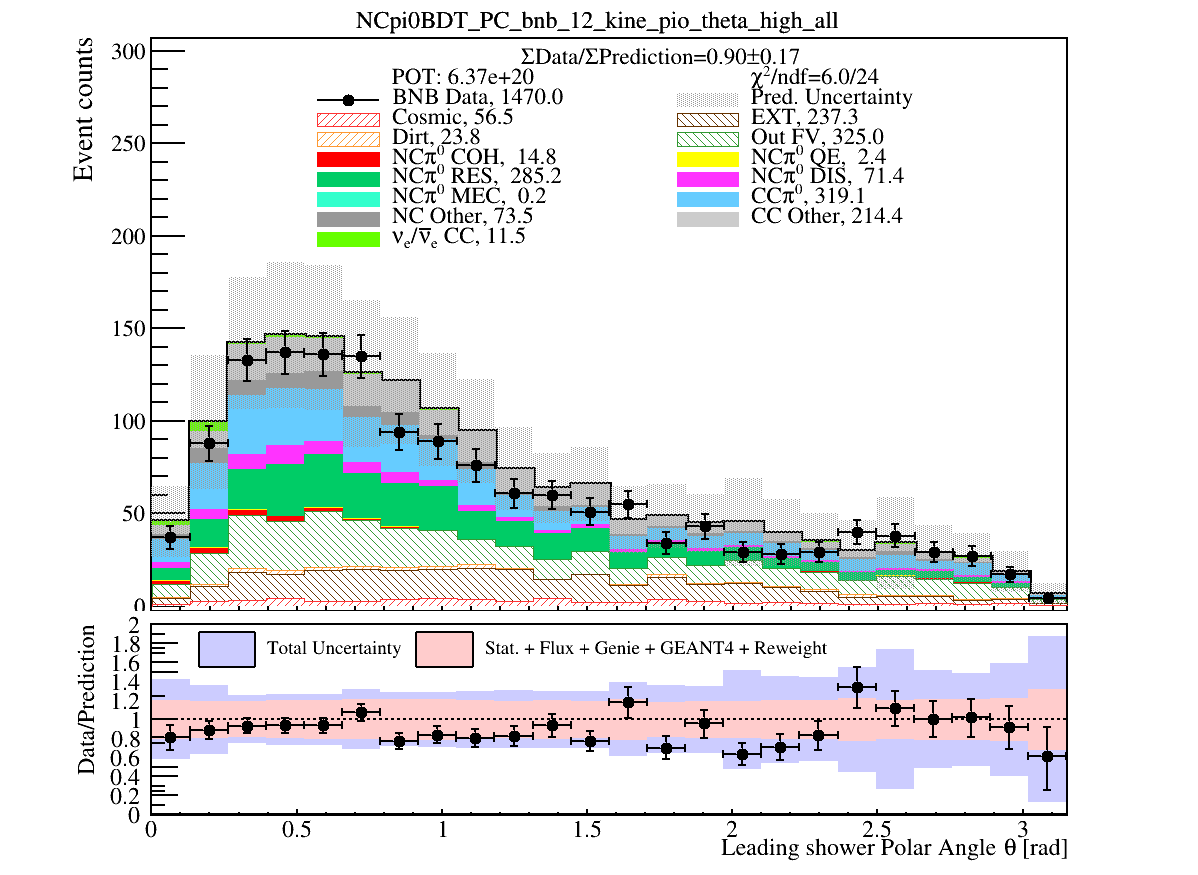 NCpi0BDT_PC_bnb_12_kine_pio_theta_high_all
ΣData/ΣPrediction=0.90±0.17
POT: 6.37e+20
χ²/ndf=6.0/24
BNB Data, 1470.0
Pred. Uncertainty
Cosmic, 56.5
EXT, 237.3
Dirt, 23.8
Out FV, 325.0
NCπ⁰ COH, 14.8
NCπ⁰ QE, 2.4
NCπ⁰ RES, 285.2
NCπ⁰ DIS, 71.4
NCπ⁰ MEC, 0.2
CCπ⁰, 319.1
NC Other, 73.5
CC Other, 214.4
νₑ/ν̄ₑ CC, 11.5
Event counts
300
250
200
150
100
50
0
Total Uncertainty
Stat. + Flux + Genie + GEANT4 + Reweight
Data/Prediction
2
1.8
1.6
1.4
1.2
1
0.8
0.6
0.4
0.2
0
0 0.5 1 1.5 2 2.5 3
Leading shower Polar Angle θ [rad]